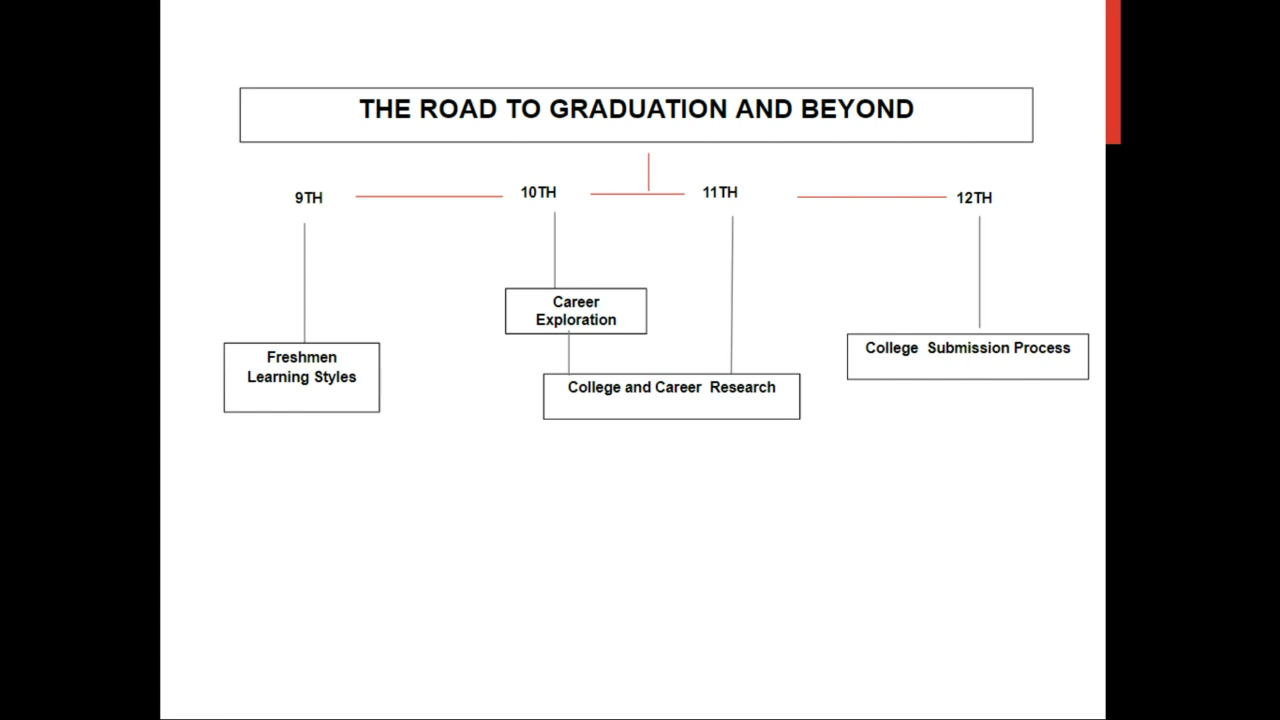 THE ROAD TO GRADUATION AND BEYOND
9TH
10TH
11TH
12TH
Career
Exploration
Freshmen
Learning Styles
College and Career Research
College Submission Process